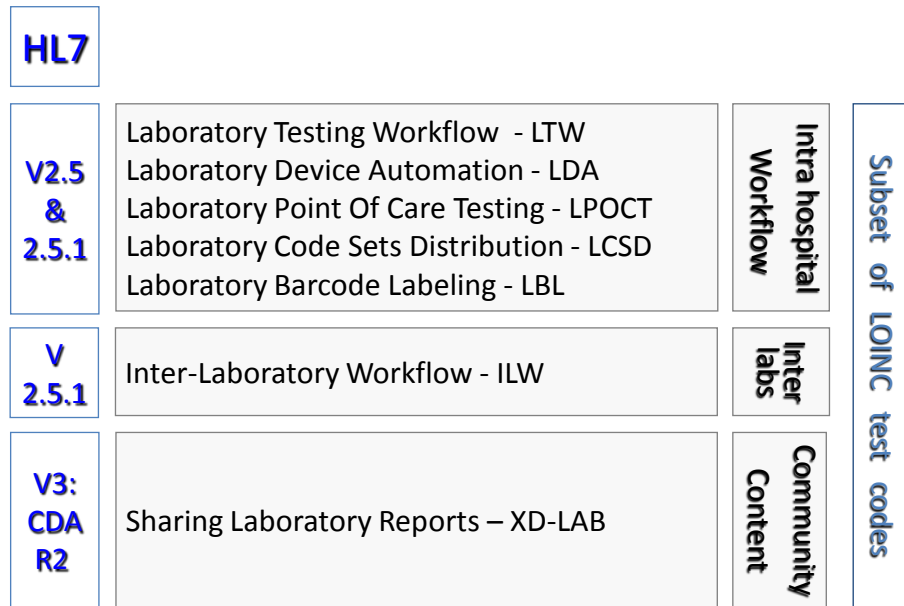 HL7
V2.5
&
2.5.1
Laboratory Testing Workflow - LTW
Laboratory Device Automation - LDA
Laboratory Point Of Care Testing - LPOCT
Laboratory Code Sets Distribution - LCSD
Laboratory Barcode Labeling - LBL
Intra hospital
Workflow
V
2.5.1
Inter-Laboratory Workflow - ILW
Inter
labs
V3:
CDA
R2
Sharing Laboratory Reports – XD-LAB
Community
Content
Subset of LOINC test codes